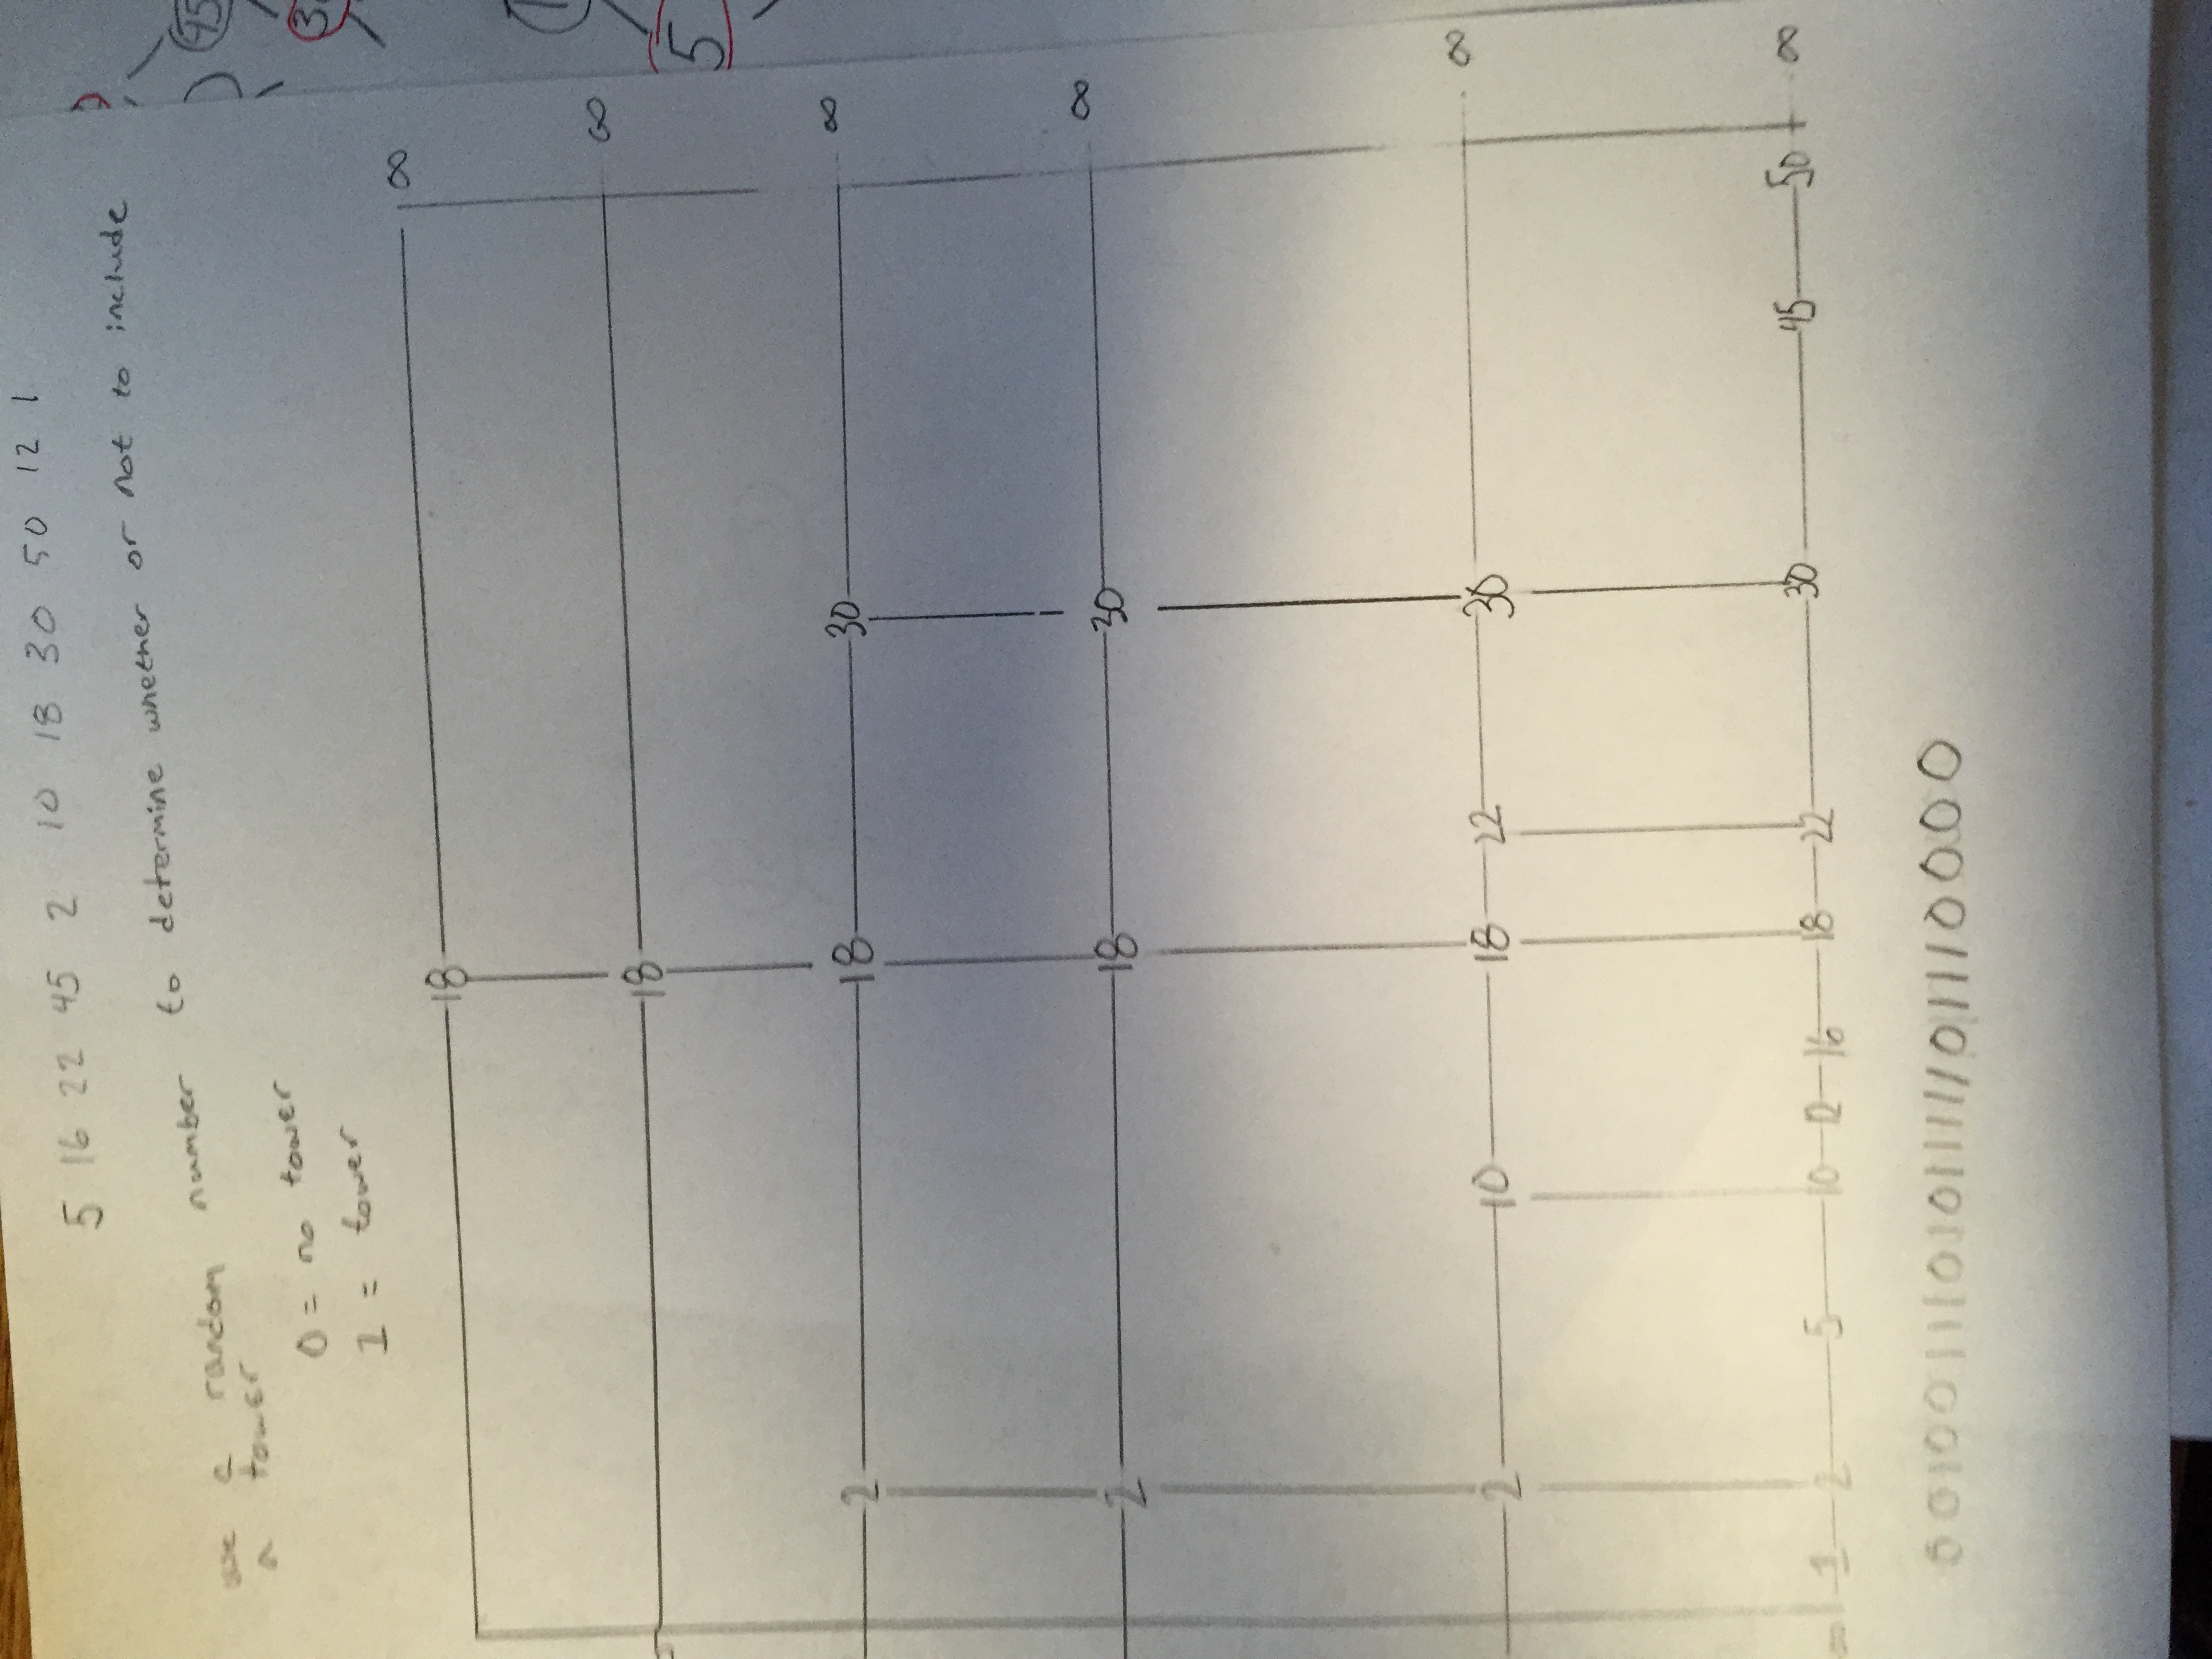 5 16 22 45 2 10 18 30 50 12 1
use a random number to determine whether or not to include
a tower
0 = no tower
1 = tower
18 ∞
18 ∞
2 18 30 ∞
2 18 30 ∞
2 10 18 22 30 ∞
∞ 1 2 5 10 12 16 18 22 30 45 50 ∞
00100111010111111011100 00
45
5